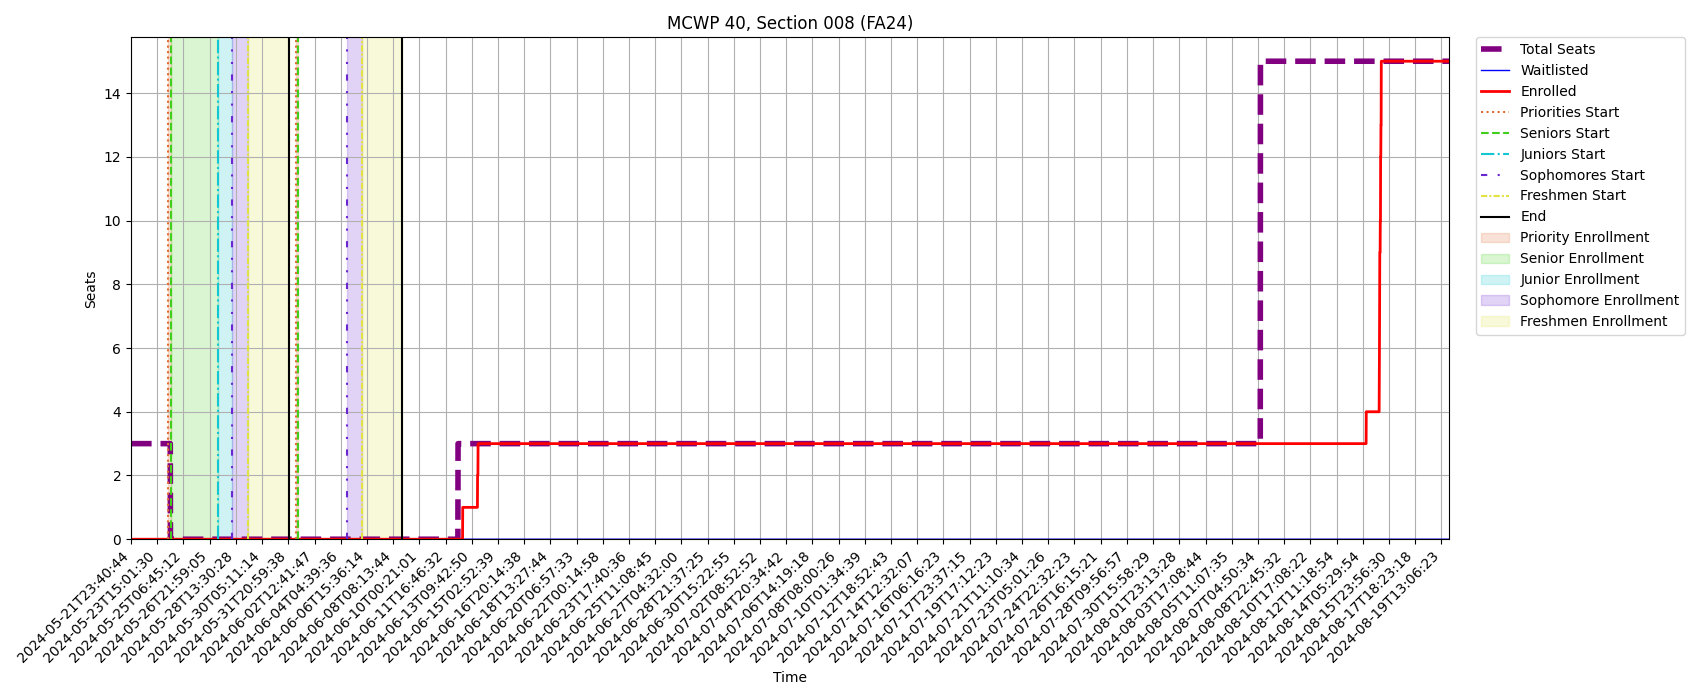 MCWP 40, Section 008 (FA24)
Seats
14
12
10
8
6
4
2
0
2024-05-21T23:40:44
2024-05-23T15:01:30
2024-05-25T06:45:12
2024-05-26T21:59:05
2024-05-28T13:30:28
2024-05-30T05:11:14
2024-05-31T20:59:38
2024-06-02T12:41:47
2024-06-04T04:39:36
2024-06-06T15:36:14
2024-06-08T08:13:44
2024-06-10T00:21:01
2024-06-11T16:46:32
2024-06-13T09:42:50
2024-06-15T02:52:39
2024-06-16T20:14:38
2024-06-18T13:27:44
2024-06-20T06:57:33
2024-06-22T00:14:58
2024-06-23T17:40:36
2024-06-25T11:08:45
2024-06-27T04:32:00
2024-06-28T21:37:25
2024-06-30T15:22:55
2024-07-02T08:52:52
2024-07-04T20:34:42
2024-07-06T14:19:18
2024-07-08T08:00:26
2024-07-10T01:34:39
2024-07-12T18:52:43
2024-07-14T12:32:07
2024-07-16T06:16:23
2024-07-17T23:37:15
2024-07-19T17:12:23
2024-07-21T11:10:34
2024-07-23T05:01:26
2024-07-24T22:32:23
2024-07-26T16:15:21
2024-07-28T09:56:57
2024-07-30T15:58:29
2024-08-01T23:13:28
2024-08-03T17:08:44
2024-08-05T11:07:35
2024-08-07T04:50:34
2024-08-08T22:45:32
2024-08-10T17:08:22
2024-08-12T11:18:54
2024-08-14T05:29:54
2024-08-15T23:56:30
2024-08-17T18:23:18
2024-08-19T13:06:23
Time
Total Seats
Waitlisted
Enrolled
Priorities Start
Seniors Start
Juniors Start
Sophomores Start
Freshmen Start
End
Priority Enrollment
Senior Enrollment
Junior Enrollment
Sophomore Enrollment
Freshmen Enrollment